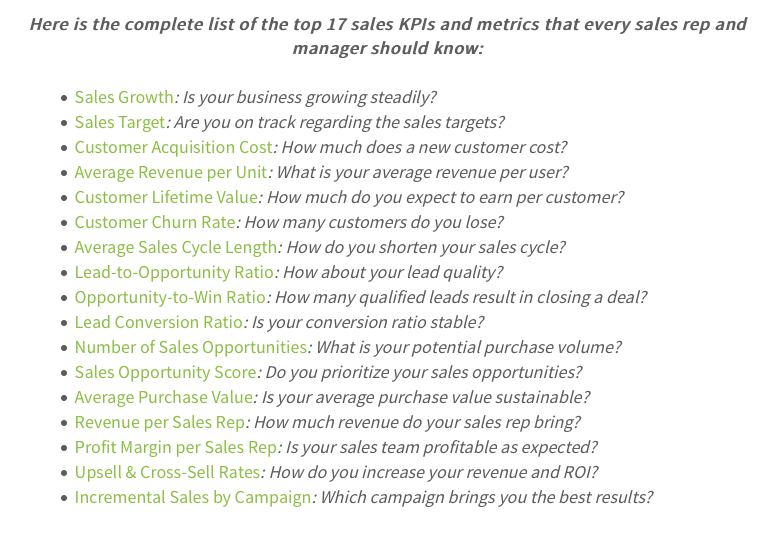 Here is the complete list of the top 17 sales KPIs and metrics that every sales rep and
manager should know:
• Sales Growth: Is your business growing steadily?
• Sales Target: Are you on track regarding the sales targets?
• Customer Acquisition Cost: How much does a new customer cost?
• Average Revenue per Unit: What is your average revenue per user?
• Customer Lifetime Value: How much do you expect to earn per customer?
• Customer Churn Rate: How many customers do you lose?
• Average Sales Cycle Length: How do you shorten your sales cycle?
• Lead-to-Opportunity Ratio: How about your lead quality?
• Opportunity-to-Win Ratio: How many qualified leads result in closing a deal?
• Lead Conversion Ratio: Is your conversion ratio stable?
• Number of Sales Opportunities: What is your potential purchase volume?
• Sales Opportunity Score: Do you prioritize your sales opportunities?
• Average Purchase Value: Is your average purchase value sustainable?
• Revenue per Sales Rep: How much revenue do your sales rep bring?
• Profit Margin per Sales Rep: Is your sales team profitable as expected?
• Upsell & Cross-Sell Rates: How do you increase your revenue and ROI?
• Incremental Sales by Campaign: Which campaign brings you the best results?